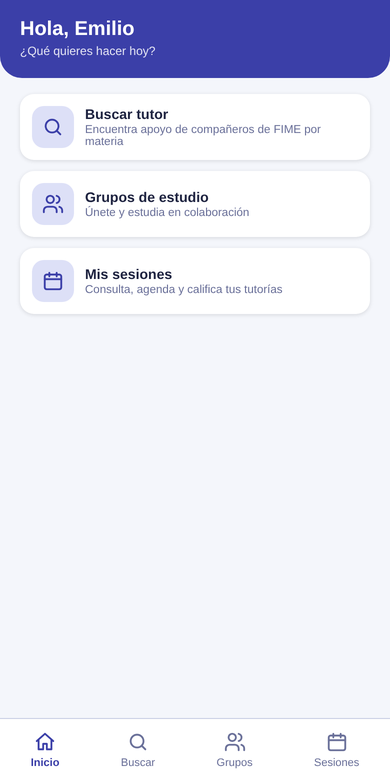 Hola, Emilio
¿Qué quieres hacer hoy?
Buscar tutor
Encuentra apoyo de compañeros de FIME por
materia
Grupos de estudio
Únete y estudia en colaboración
Mis sesiones
Consulta, agenda y califica tus tutorías
Inicio
Buscar
Grupos
Sesiones